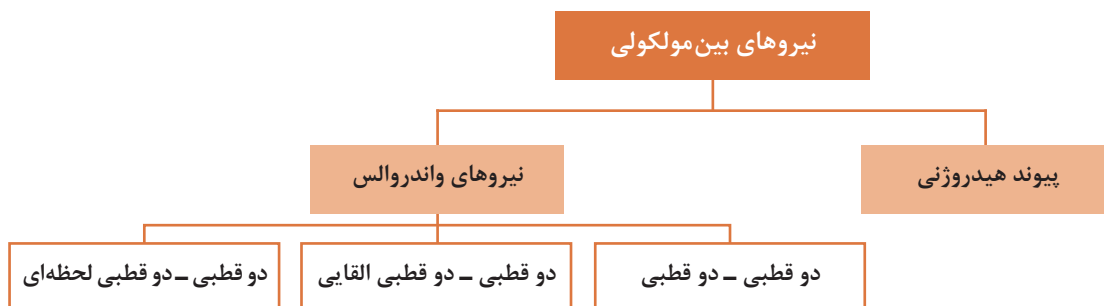 نیروهای بین‌مولکولی
پیوند هیدروژنی
نیروهای واندروالس
دو قطبی ـ دو قطبی
دو قطبی ـ دو قطبی القایی
دو قطبی ـ دو قطبی لحظه‌ای